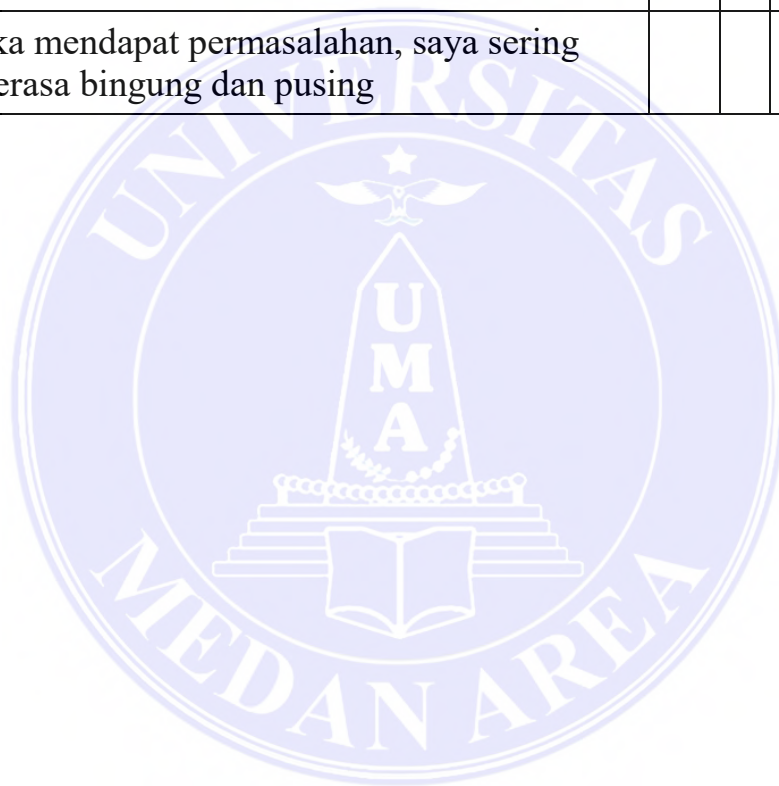 ka mendapat permasalahan, saya sering
erasa bingung dan pusing
UNIVERSITAS
U
M
A
MEDAN AREA